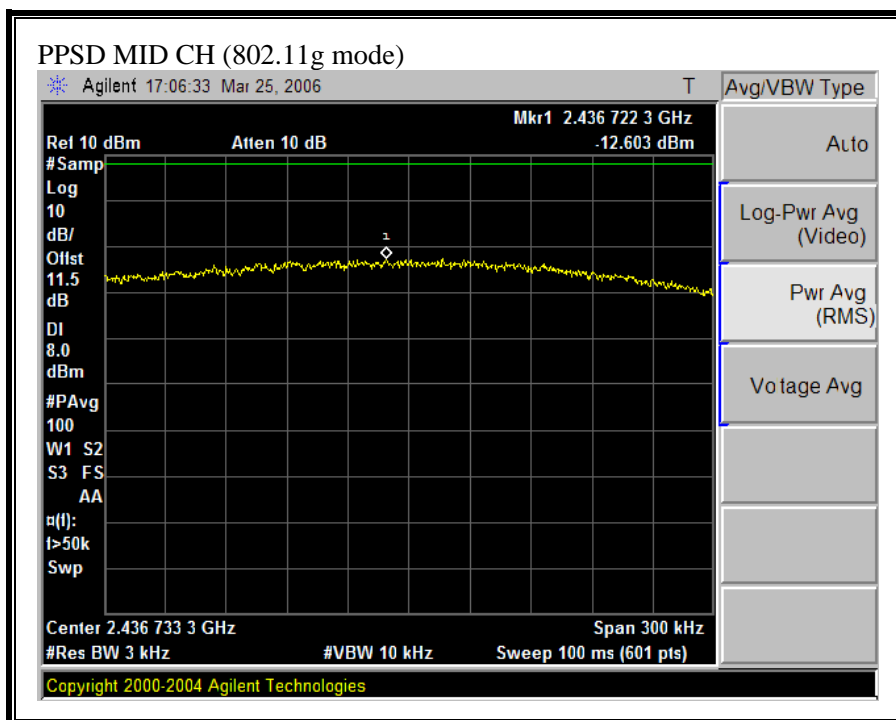 PPSD MID CH (802.11g mode)
Agilent 17:06:33 Mar 25, 2006 T
Avg/VBW Type
Mkr1 2.436 722 3 GHz
Ref 10 dBm Atten 10 dB -12.603 dBm
#Samp
Log
10
dB/
Offst
11.5
dB
DI
8.0
dBm
#PAvg
100
W1 S2
S3 FS
AA
¤(f):
f>50k
Swp
1
Center 2.436 733 3 GHz Span 300 kHz
#Res BW 3 kHz #VBW 10 kHz Sweep 100 ms (601 pts)
Copyright 2000-2004 Agilent Technologies
Auto
Log-Pwr Avg
(Video)
Pwr Avg
(RMS)
Vo tage Avg